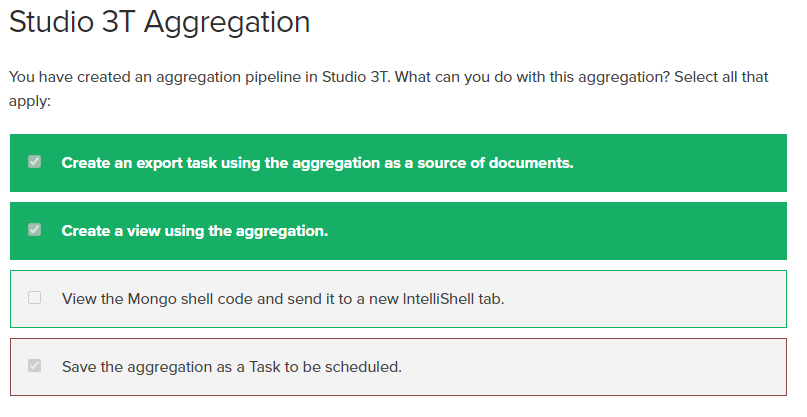 Studio 3T Aggregation
You have created an aggregation pipeline in Studio 3T. What can you do with this aggregation? Select all that
apply:
Create an export task using the aggregation as a source of documents.
Create a view using the aggregation.
View the Mongo shell code and send it to a new IntelliShell tab.
Save the aggregation as a Task to be scheduled.